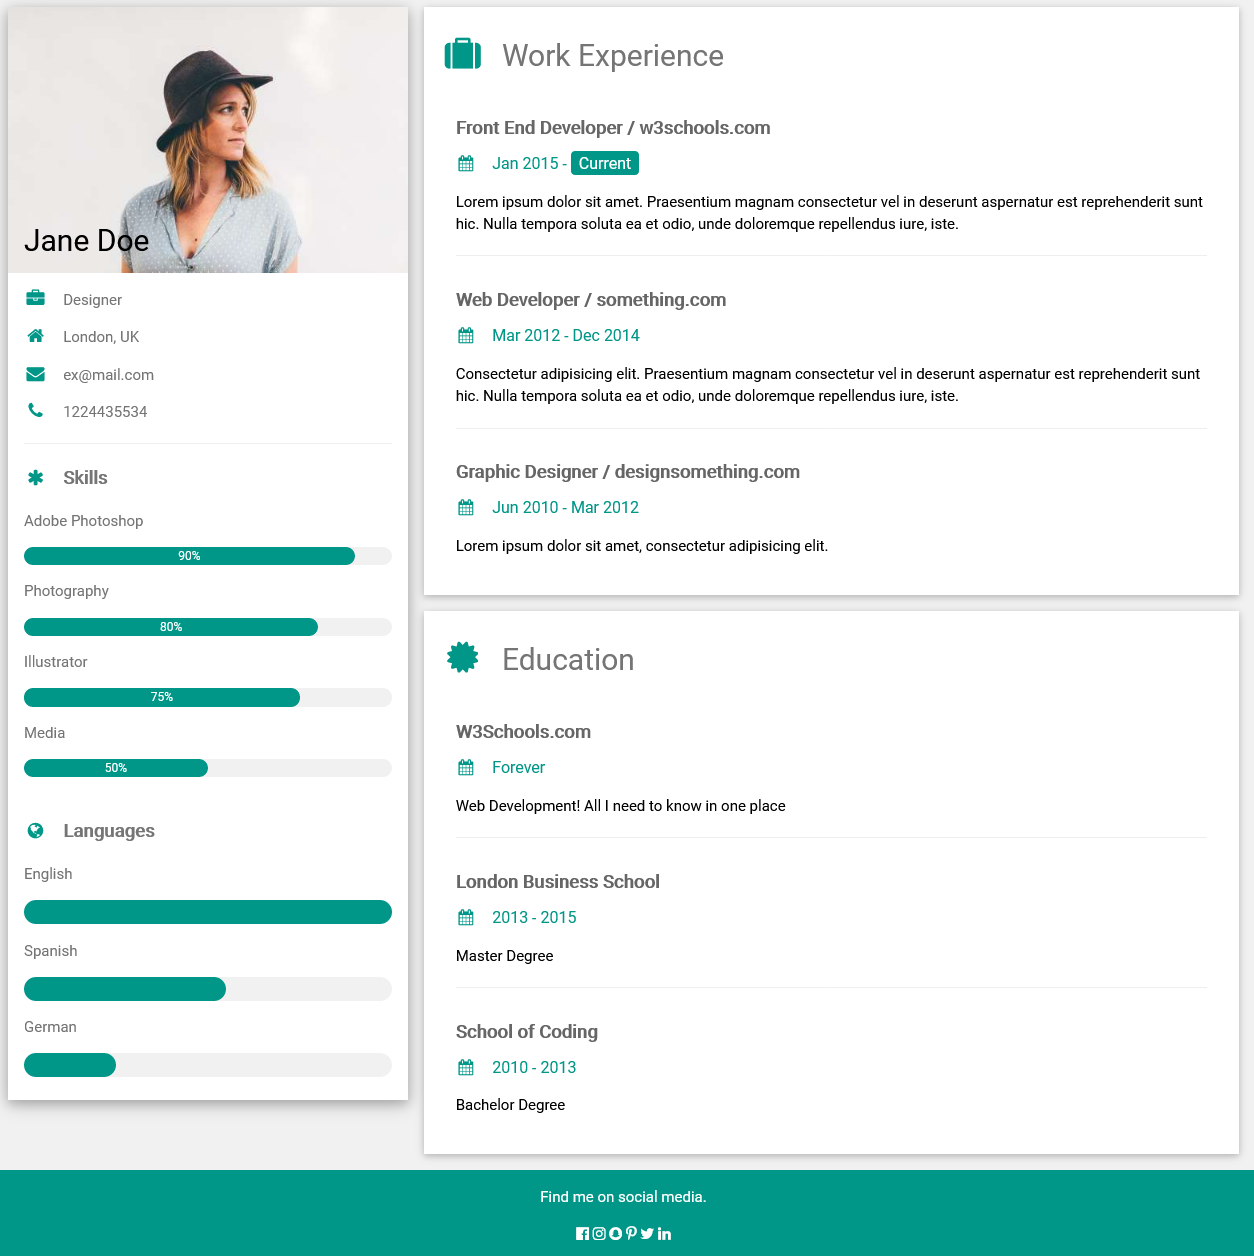 Jane Doe
Designer
London, UK
ex@mail.com
1224435534
Skills
Adobe Photoshop
90%
Photography
80%
Illustrator
75%
Media
50%
Languages
English
Spanish
German
Work Experience
Front End Developer / w3schools.com
Jan 2015 - Current
Lorem ipsum dolor sit amet. Praesentium magnam consectetur vel in deserunt aspernatur est reprehenderit sunt
hic. Nulla tempora soluta ea et odio, unde doloremque repellendus iure, iste.
Web Developer / something.com
Mar 2012 - Dec 2014
Consectetur adipisicing elit. Praesentium magnam consectetur vel in deserunt aspernatur est reprehenderit sunt
hic. Nulla tempora soluta ea et odio, unde doloremque repellendus iure, iste.
Graphic Designer / designsomething.com
Jun 2010 - Mar 2012
Lorem ipsum dolor sit amet, consectetur adipisicing elit.
Education
W3Schools.com
Forever
Web Development! All I need to know in one place
London Business School
2013 - 2015
Master Degree
School of Coding
2010 - 2013
Bachelor Degree
Find me on social media.